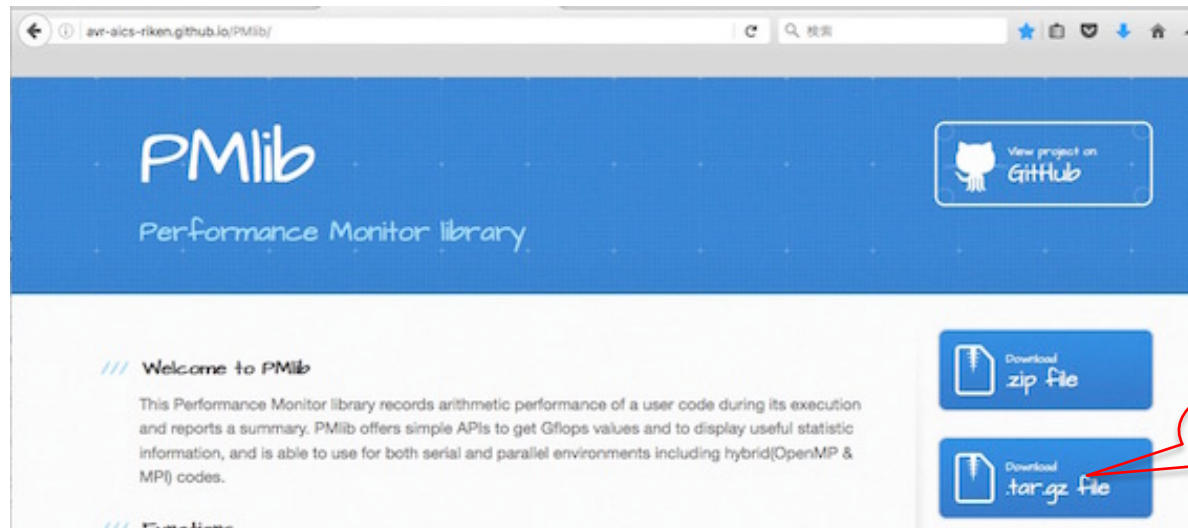 avr-aics-riken.github.io/PMlib/
検索
PMlib
Performance Monitor library
View project on
GitHub
/// Welcome to PMlib
This Performance Monitor library records arithmetic performance of a user code during its execution
and reports a summary. PMlib offers simple APIs to get Gflops values and to display useful statistic
information, and is able to use for both serial and parallel environments including hybrid(OpenMP &
MPI) codes.
Download
zip file
Download
.tar.gz file
/// Functions